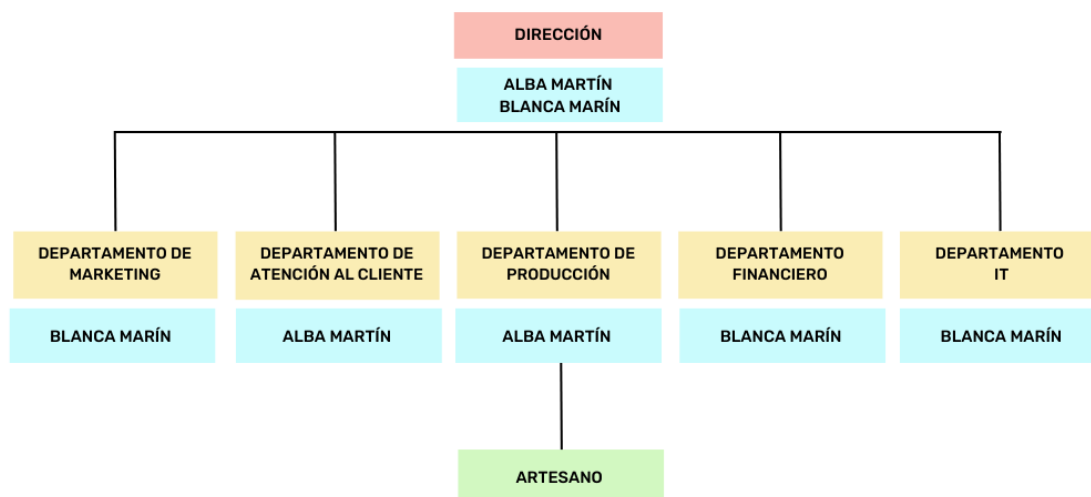 DIRECCIÓN
ALBA MARTÍN
BLANCA MARÍN
DEPARTAMENTO DE
MARKETING
DEPARTAMENTO DE
ATENCIÓN AL CLIENTE
DEPARTAMENTO DE
PRODUCCIÓN
DEPARTAMENTO
FINANCIERO
DEPARTAMENTO
IT
BLANCA MARÍN
ALBA MARTÍN
ALBA MARTÍN
BLANCA MARÍN
BLANCA MARÍN
ARTESANO